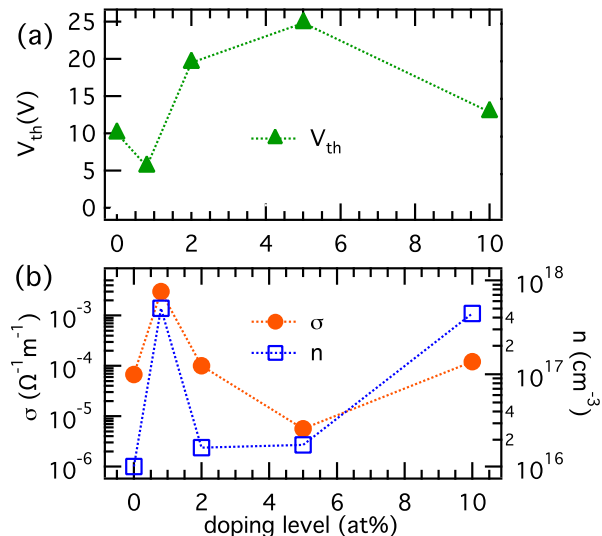 (a)
25
20
15
10
5
0
V_th(V)
V_th
0 2 4 6 8 10
(b)
10^-3
10^-4
10^-5
10^-6
σ (Ω^-1m^-1)
σ
n
10^18
4
2
10^17
4
2
10^16
n (cm^-3)
0 2 4 6 8 10
doping level (at%)